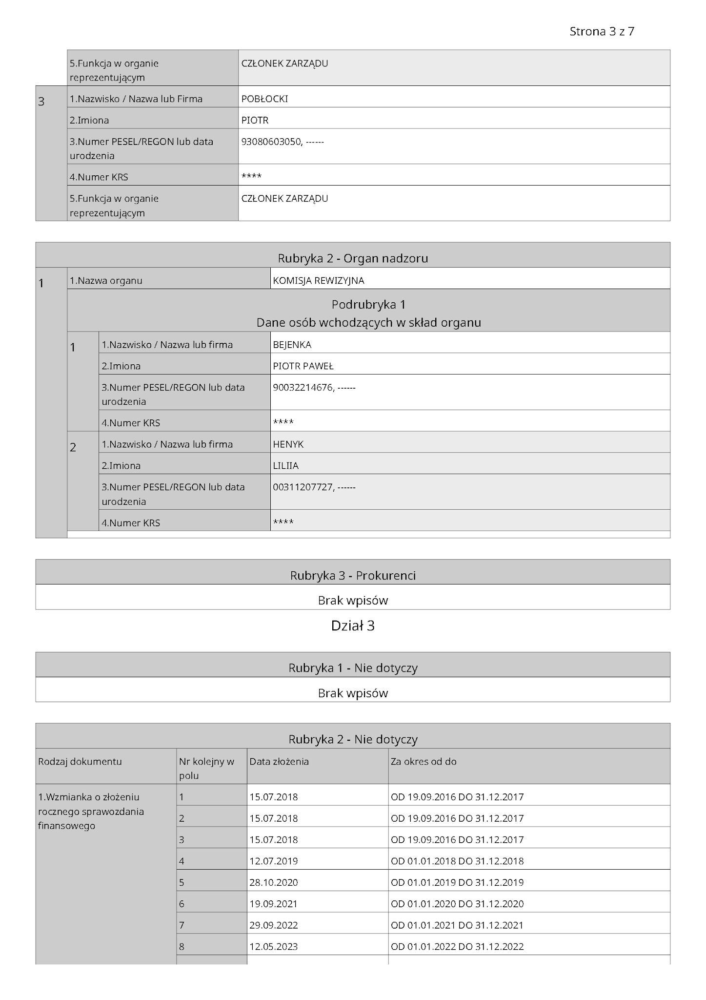 Strona 3 z 7
5.Funkcja w organie
reprezentującym
CZŁONEK ZARZĄDU
3
1.Nazwisko / Nazwa lub Firma
POBŁOCKI
2.Imiona
PIOTR
3.Numer PESEL/REGON lub data
urodzenia
93080603050, ------
4.Numer KRS
****
5.Funkcja w organie
reprezentującym
CZŁONEK ZARZĄDU
Rubryka 2 - Organ nadzoru
1
1.Nazwa organu
KOMISJA REWIZYJNA
Podrubryka 1
Dane osób wchodzących w skład organu
1
1.Nazwisko / Nazwa lub firma
BEJENKA
2.Imiona
PIOTR PAWEŁ
3.Numer PESEL/REGON lub data
urodzenia
90032214676, ------
4.Numer KRS
****
2
1.Nazwisko / Nazwa lub firma
HENYK
2.Imiona
LILIIA
3.Numer PESEL/REGON lub data
urodzenia
00311207727, ------
4.Numer KRS
****
Rubryka 3 - Prokurenci
Brak wpisów
Dział 3
Rubryka 1 - Nie dotyczy
Brak wpisów
Rubryka 2 - Nie dotyczy
Rodzaj dokumentu
Nr kolejny w
polu
Data złożenia
Za okres od do
1.Wzmianka o złożeniu
rocznego sprawozdania
finansowego
1
15.07.2018
OD 19.09.2016 DO 31.12.2017
2
15.07.2018
OD 19.09.2016 DO 31.12.2017
3
15.07.2018
OD 19.09.2016 DO 31.12.2017
4
12.07.2019
OD 01.01.2018 DO 31.12.2018
5
28.10.2020
OD 01.01.2019 DO 31.12.2019
6
19.09.2021
OD 01.01.2020 DO 31.12.2020
7
29.09.2022
OD 01.01.2021 DO 31.12.2021
8
12.05.2023
OD 01.01.2022 DO 31.12.2022